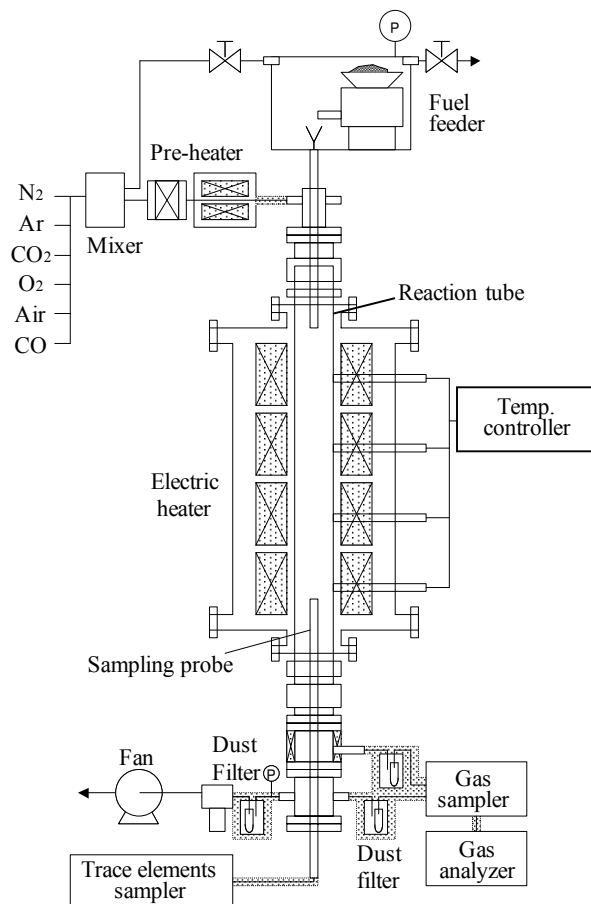 P
Fuel
feeder
Pre-heater
N2
Ar
CO2
O2
Air
CO
Mixer
Reaction tube
Temp.
controller
Electric
heater
Sampling probe
Fan
Dust
Filter
P
Gas
sampler
Dust
filter
Gas
analyzer
Trace elements
sampler